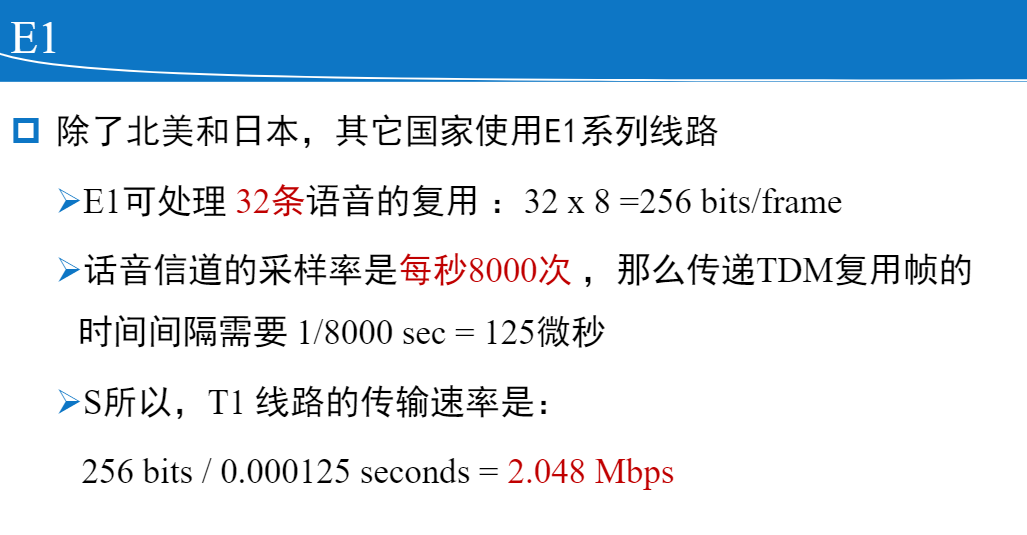 E1
除了北美和日本，其它国家使用E1系列线路
E1可处理 32条语音的复用 ：32 x 8 =256 bits/frame
话音信道的采样率是每秒8000次 ，那么传递TDM复用帧的
时间间隔需要 1/8000 sec = 125微秒
S所以，T1 线路的传输速率是：
256 bits / 0.000125 seconds = 2.048 Mbps